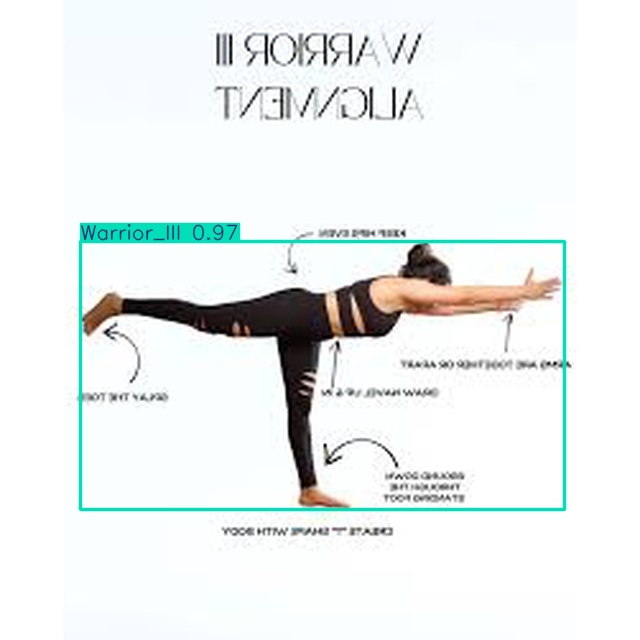 WARRIOR III
ALIGNMENT
Warrior_III 0.97
KEEP HIPS EVEN
ARMS ARE TOGETHER OR APART
DRAW NAVEL UP & IN
SPLAY THE TOES
GROUND DOWN
THROUGH THE
STANDING FOOT
CREATE "T" SHAPE WITH BODY